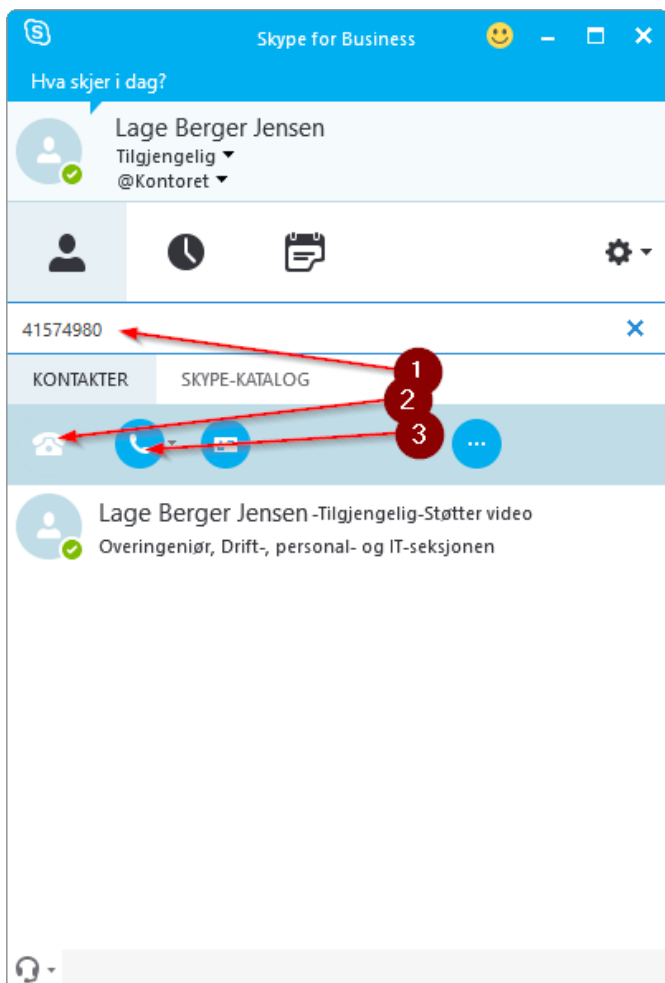 Skype for Business
Hva skjer i dag?
Lage Berger Jensen
Tilgjengelig
@Kontoret
41574980
1
KONTAKTER SKYPE-KATALOG
2
3
Lage Berger Jensen -Tilgjengelig-Støtter video
Overingeniør, Drift-, personal- og IT-seksjonen